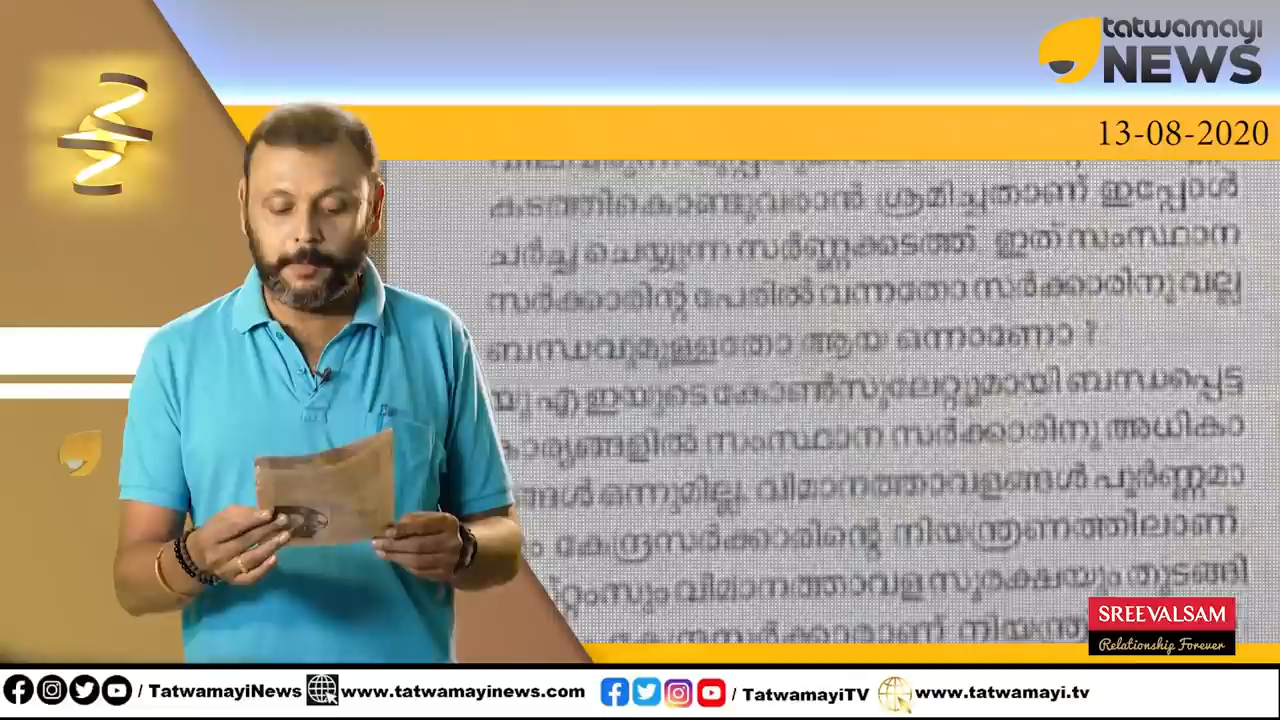 tatwamayi
NEWS
13-08-2020
കടത്തികൊണ്ടുവരാൻ ശ്രമിച്ചതാണ് ഇപ്പോൾ
ചർച്ച ചെയ്യുന്ന സ്വർണ്ണക്കടത്ത്. ഇത് സംസ്ഥാന
സർക്കാരിന്റ പേരിൽ വന്നതോ സർക്കാരിനു വല്ല
ബന്ധവുമുള്ളതോ ആയ ഒന്നാണോ ?
യു എ ഇയുടെ കോൺസുലേറ്റുമായി ബന്ധപ്പെട്ട
കാര്യങ്ങളിൽ സംസ്ഥാന സർക്കാരിനു അധികാ
ങ്ങൾ ഒന്നുമില്ല. വിമാനത്താവളങ്ങൾ പൂർണ്ണമാ
കേന്ദ്രസർക്കാരിന്റെ നിയന്ത്രണത്തിലാണ്
റ്റംസും വിമാനത്താവള സുരക്ഷയും തുടങ്ങി
SREEVALSAM
Relationship Forever
/ TatwamayiNews www.tatwamayinews.com / TatwamayiTV www.tatwamayi.tv